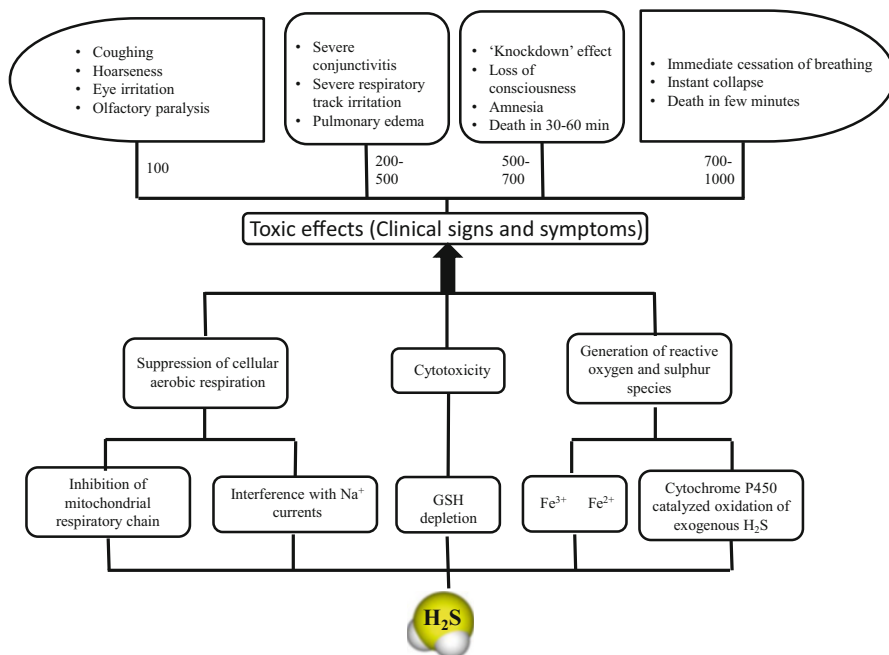 • Coughing
• Hoarseness
• Eye irritation
• Olfactory paralysis
• Severe
conjunctivitis
• Severe respiratory
track irritation
• Pulmonary edema
• ‘Knockdown’ effect
• Loss of
consciousness
• Amnesia
• Death in 30-60 min
• Immediate cessation of breathing
• Instant collapse
• Death in few minutes
100
200-
500
500-
700
700-
1000
Toxic effects (Clinical signs and symptoms)
Suppression of cellular
aerobic respiration
Cytotoxicity
Generation of reactive
oxygen and sulphur
species
Inhibition of
mitochondrial
respiratory chain
Interference with Na⁺
currents
GSH
depletion
Fe³⁺ Fe²⁺
Cytochrome P450
catalyzed oxidation of
exogenous H₂S
H₂S